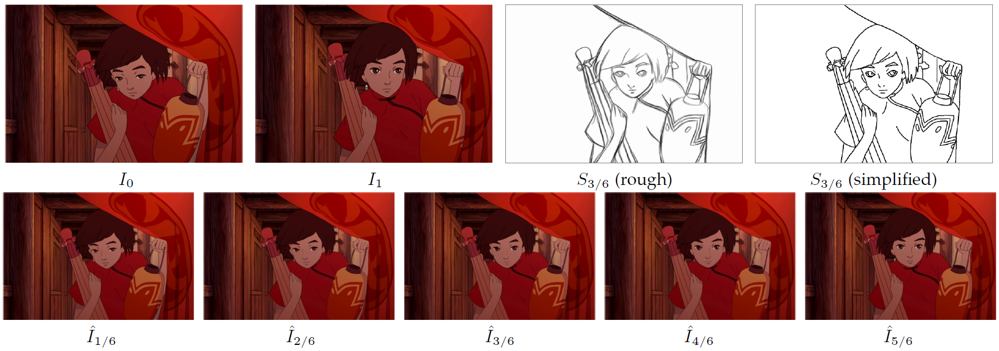 I₀ I₁ S₃/₆ (rough) S₃/₆ (simplified)
Î₁/₆ Î₂/₆ Î₃/₆ Î₄/₆ Î₅/₆